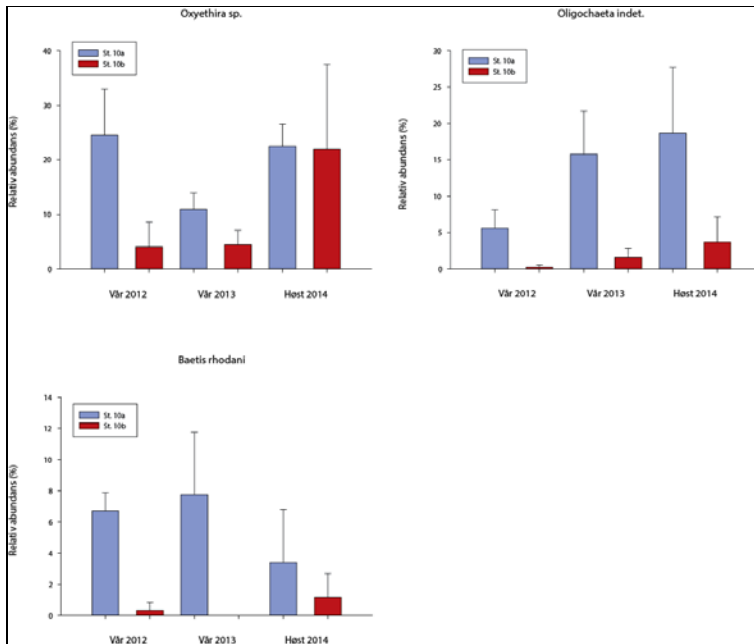 Oxyethira sp.
40
30
20
10
0
Relativ abundans (%)
St. 10a
St. 10b
Vår 2012
Vår 2013
Høst 2014
Oligochaeta indet.
30
25
20
15
10
5
0
Relativ abundans (%)
St. 10a
St. 10b
Vår 2012
Vår 2013
Høst 2014
Baetis rhodani
14
12
10
8
6
4
2
0
Relativ abundans (%)
St. 10a
St. 10b
Vår 2012
Vår 2013
Høst 2014